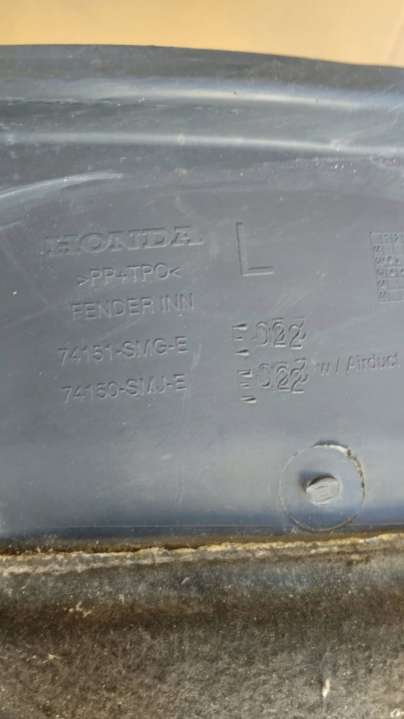 HONDA
L
>PP+TPO<
FENDER INN
74151-SMG-E
74150-SMJ-E
w / Airduct